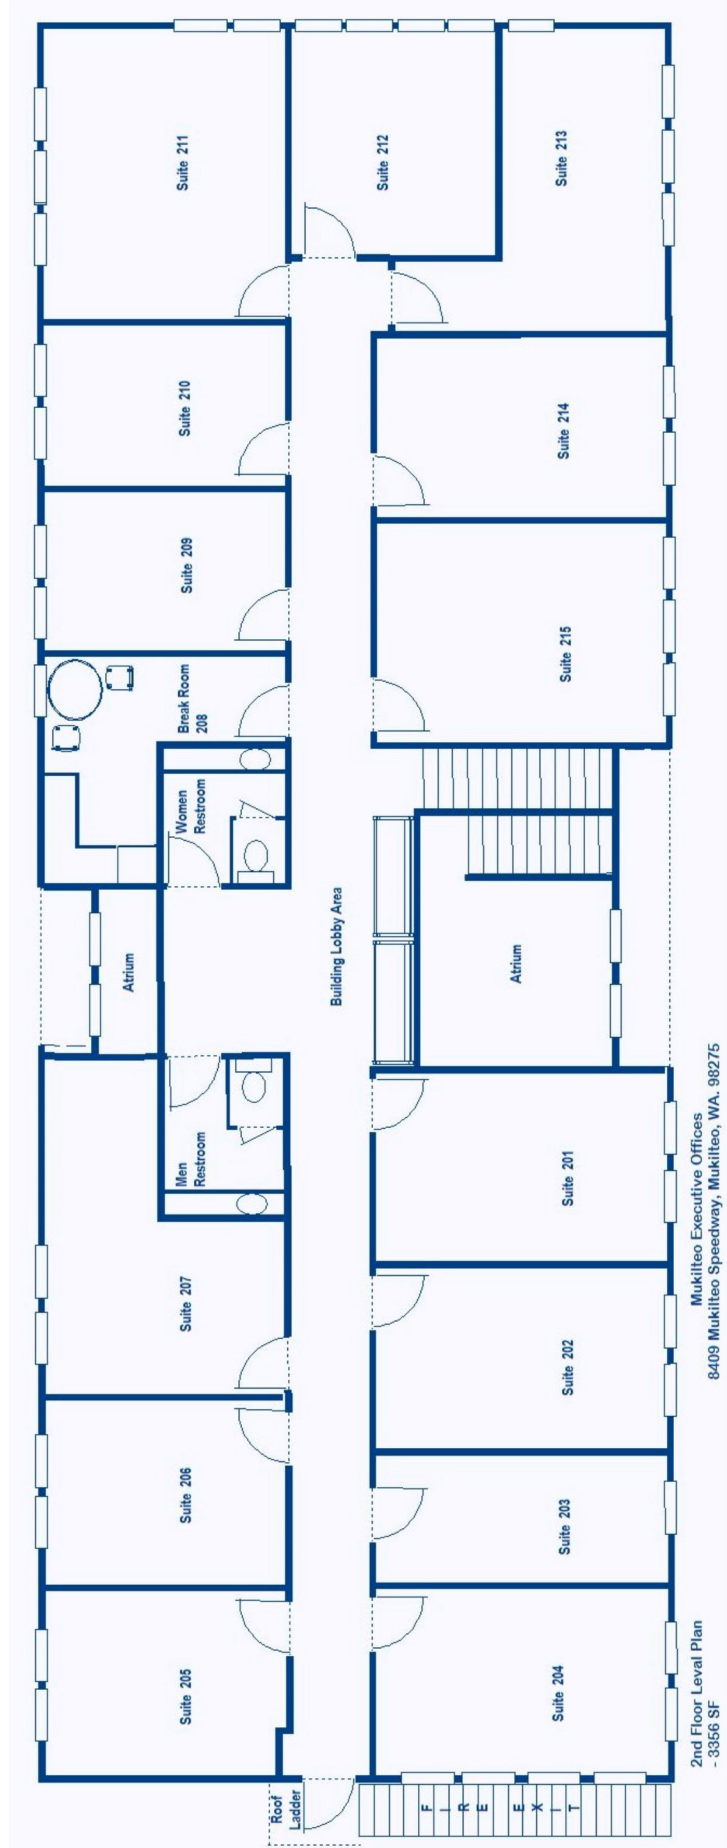 Suite 211
Suite 212
Suite 213
Suite 210
Suite 214
Suite 209
Suite 215
Break Room
208
Women
Restroom
Building Lobby Area
Atrium
Atrium
Men
Restroom
Suite 201
Suite 207
Suite 202
Suite 206
Suite 203
Suite 205
Suite 204
Roof
Ladder
FIRE EXIT
Mukilteo Executive Offices
8409 Mukilteo Speedway, Mukilteo, WA. 98275
2nd Floor Leval Plan
- 3356 SF